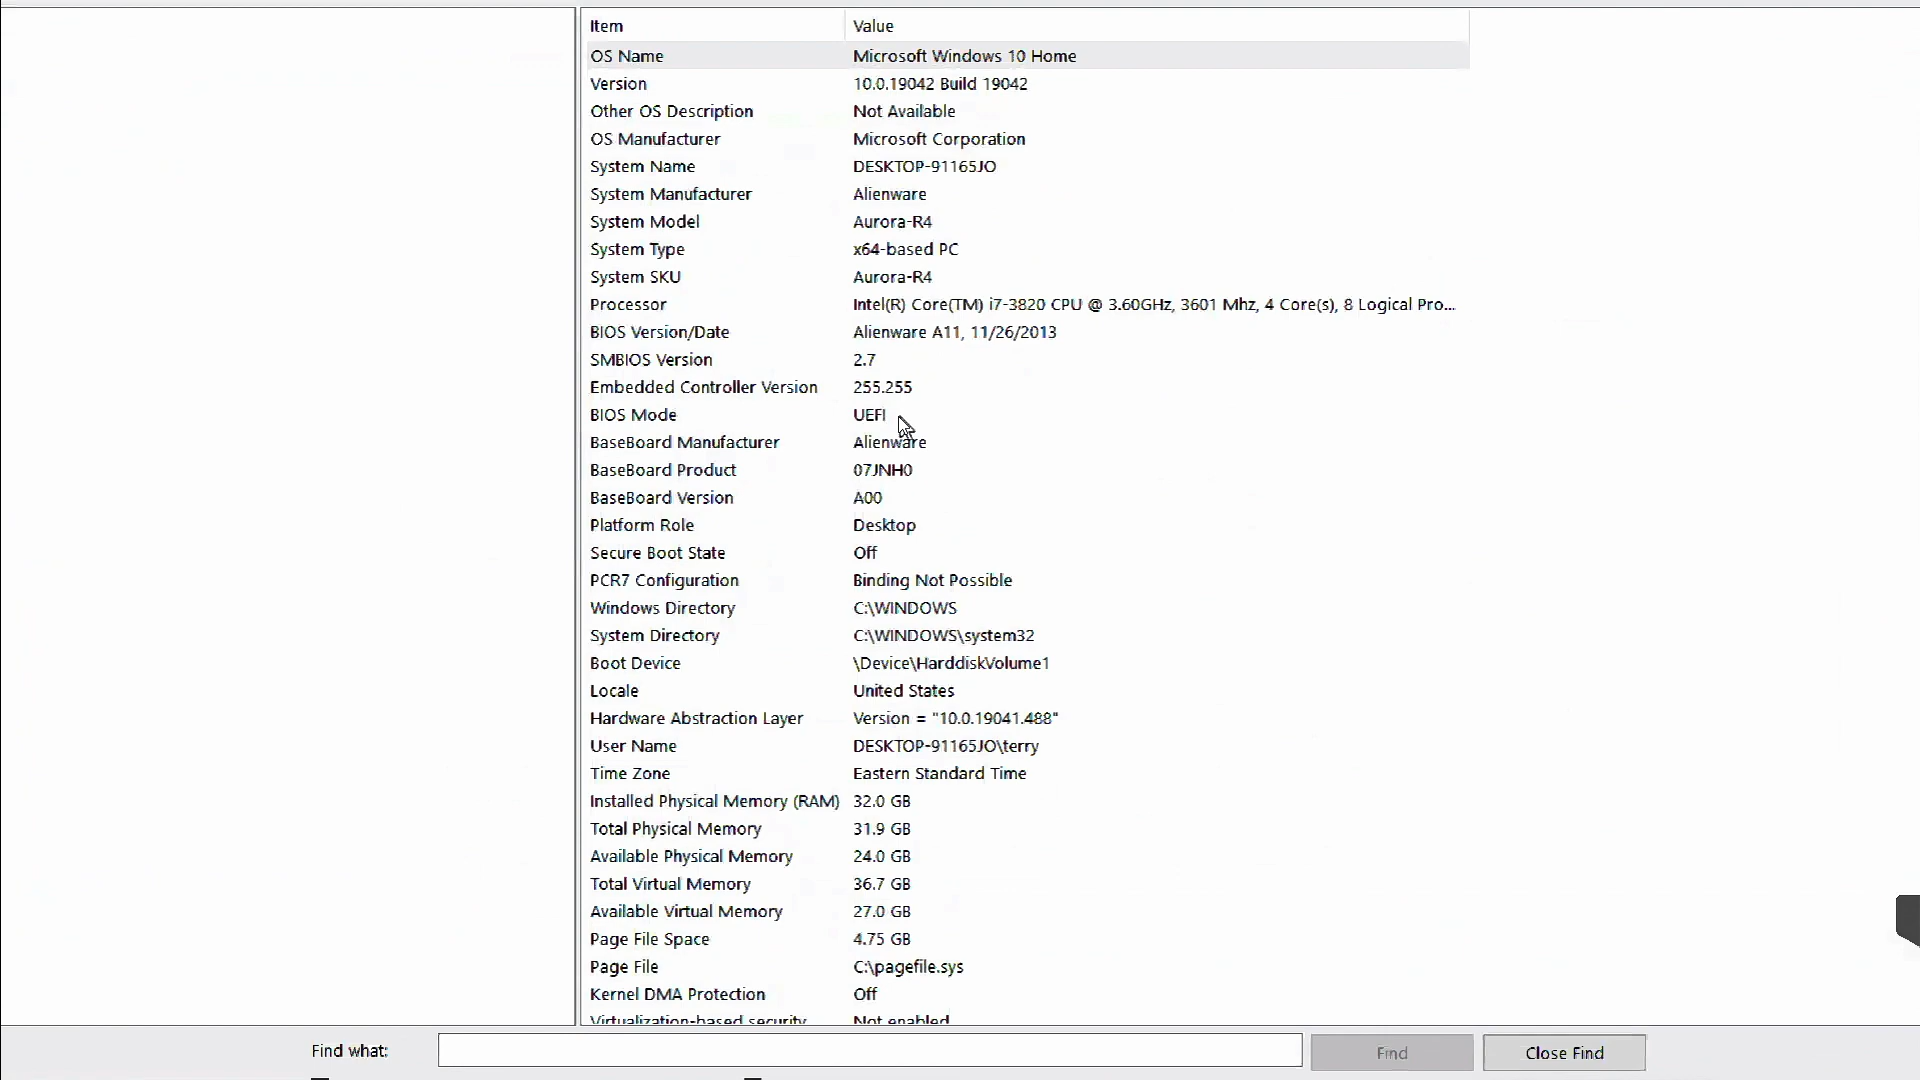 Item Value
OS Name Microsoft Windows 10 Home
Version 10.0.19042 Build 19042
Other OS Description Not Available
OS Manufacturer Microsoft Corporation
System Name DESKTOP-91165JO
System Manufacturer Alienware
System Model Aurora-R4
System Type x64-based PC
System SKU Aurora-R4
Processor Intel(R) Core(TM) i7-3820 CPU @ 3.60GHz, 3601 Mhz, 4 Core(s), 8 Logical Pro...
BIOS Version/Date Alienware A11, 11/26/2013
SMBIOS Version 2.7
Embedded Controller Version 255.255
BIOS Mode UEFI
BaseBoard Manufacturer Alienware
BaseBoard Product 07JNH0
BaseBoard Version A00
Platform Role Desktop
Secure Boot State Off
PCR7 Configuration Binding Not Possible
Windows Directory C:\WINDOWS
System Directory C:\WINDOWS\system32
Boot Device \Device\HarddiskVolume1
Locale United States
Hardware Abstraction Layer Version = "10.0.19041.488"
User Name DESKTOP-91165JO\terry
Time Zone Eastern Standard Time
Installed Physical Memory (RAM) 32.0 GB
Total Physical Memory 31.9 GB
Available Physical Memory 24.0 GB
Total Virtual Memory 36.7 GB
Available Virtual Memory 27.0 GB
Page File Space 4.75 GB
Page File C:\pagefile.sys
Kernel DMA Protection Off
Virtualization-based security Not enabled
Find what: Find Close Find